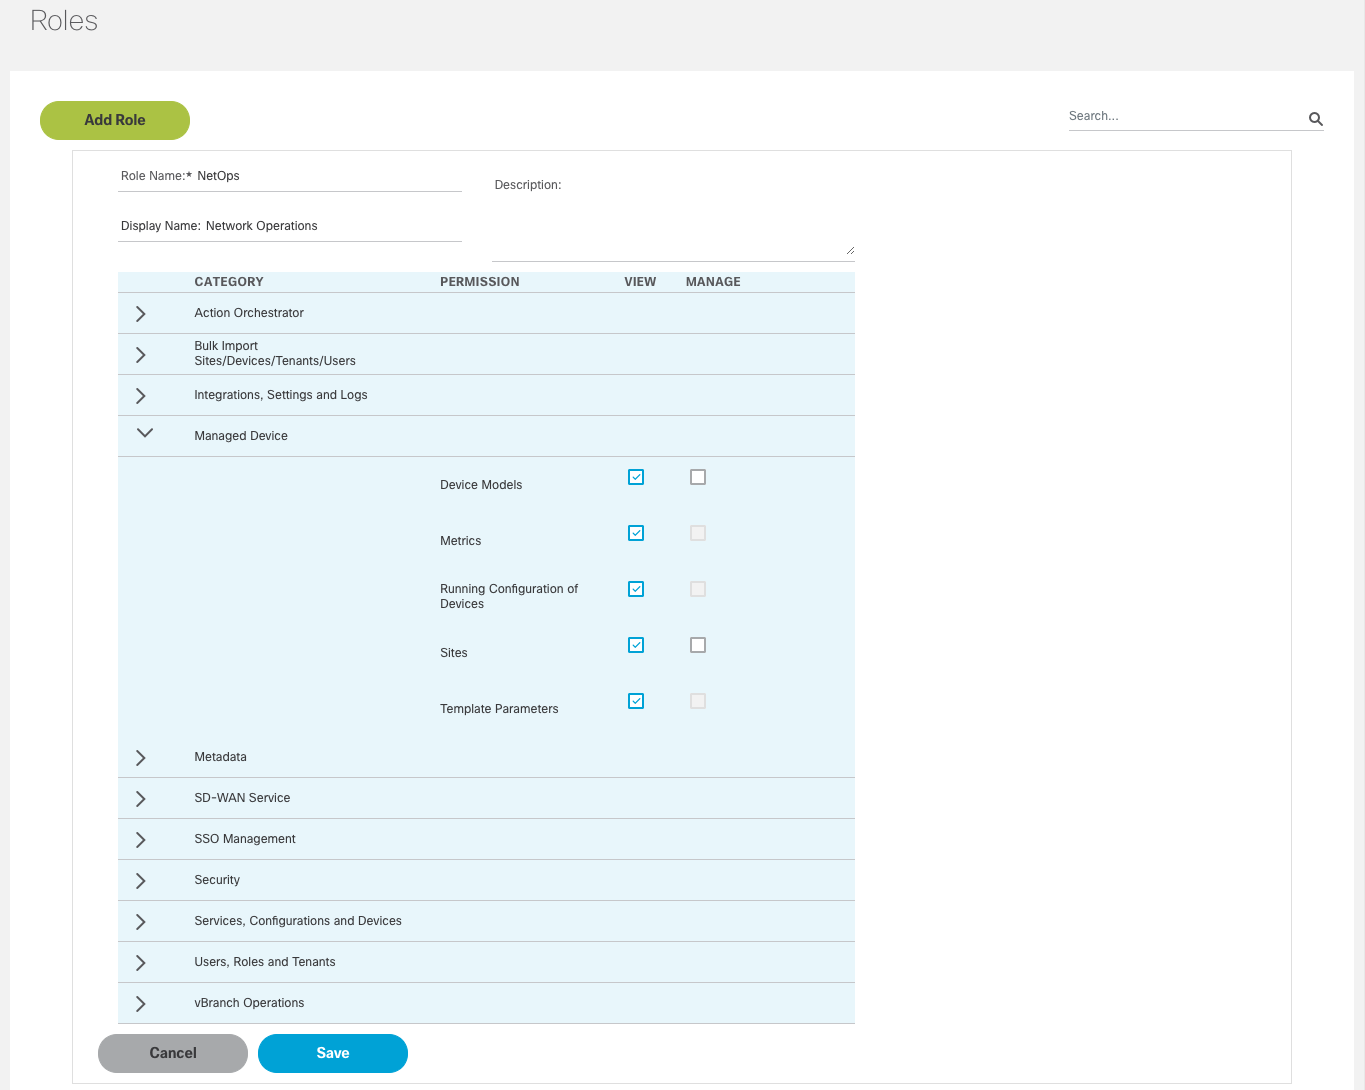 Roles
Add Role
Search...
Role Name:* NetOps
Description:
Display Name: Network Operations
CATEGORY PERMISSION VIEW MANAGE
Action Orchestrator
Bulk Import
Sites/Devices/Tenants/Users
Integrations, Settings and Logs
Managed Device
Device Models
Metrics
Running Configuration of
Devices
Sites
Template Parameters
Metadata
SD-WAN Service
SSO Management
Security
Services, Configurations and Devices
Users, Roles and Tenants
vBranch Operations
Cancel Save